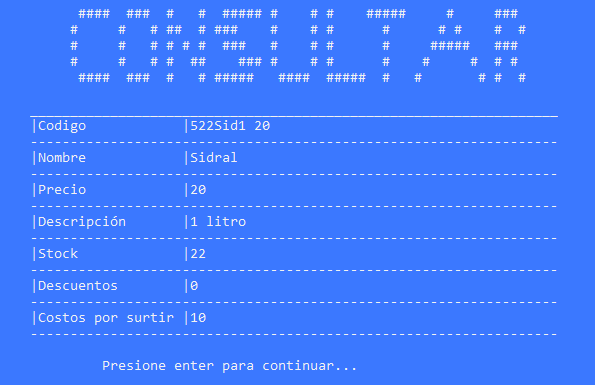 CONSULTAR
|Codigo |522Sid1 20
|Nombre |Sidral
|Precio |20
|Descripción |1 litro
|Stock |22
|Descuentos |0
|Costos por surtir |10
Presione enter para continuar...